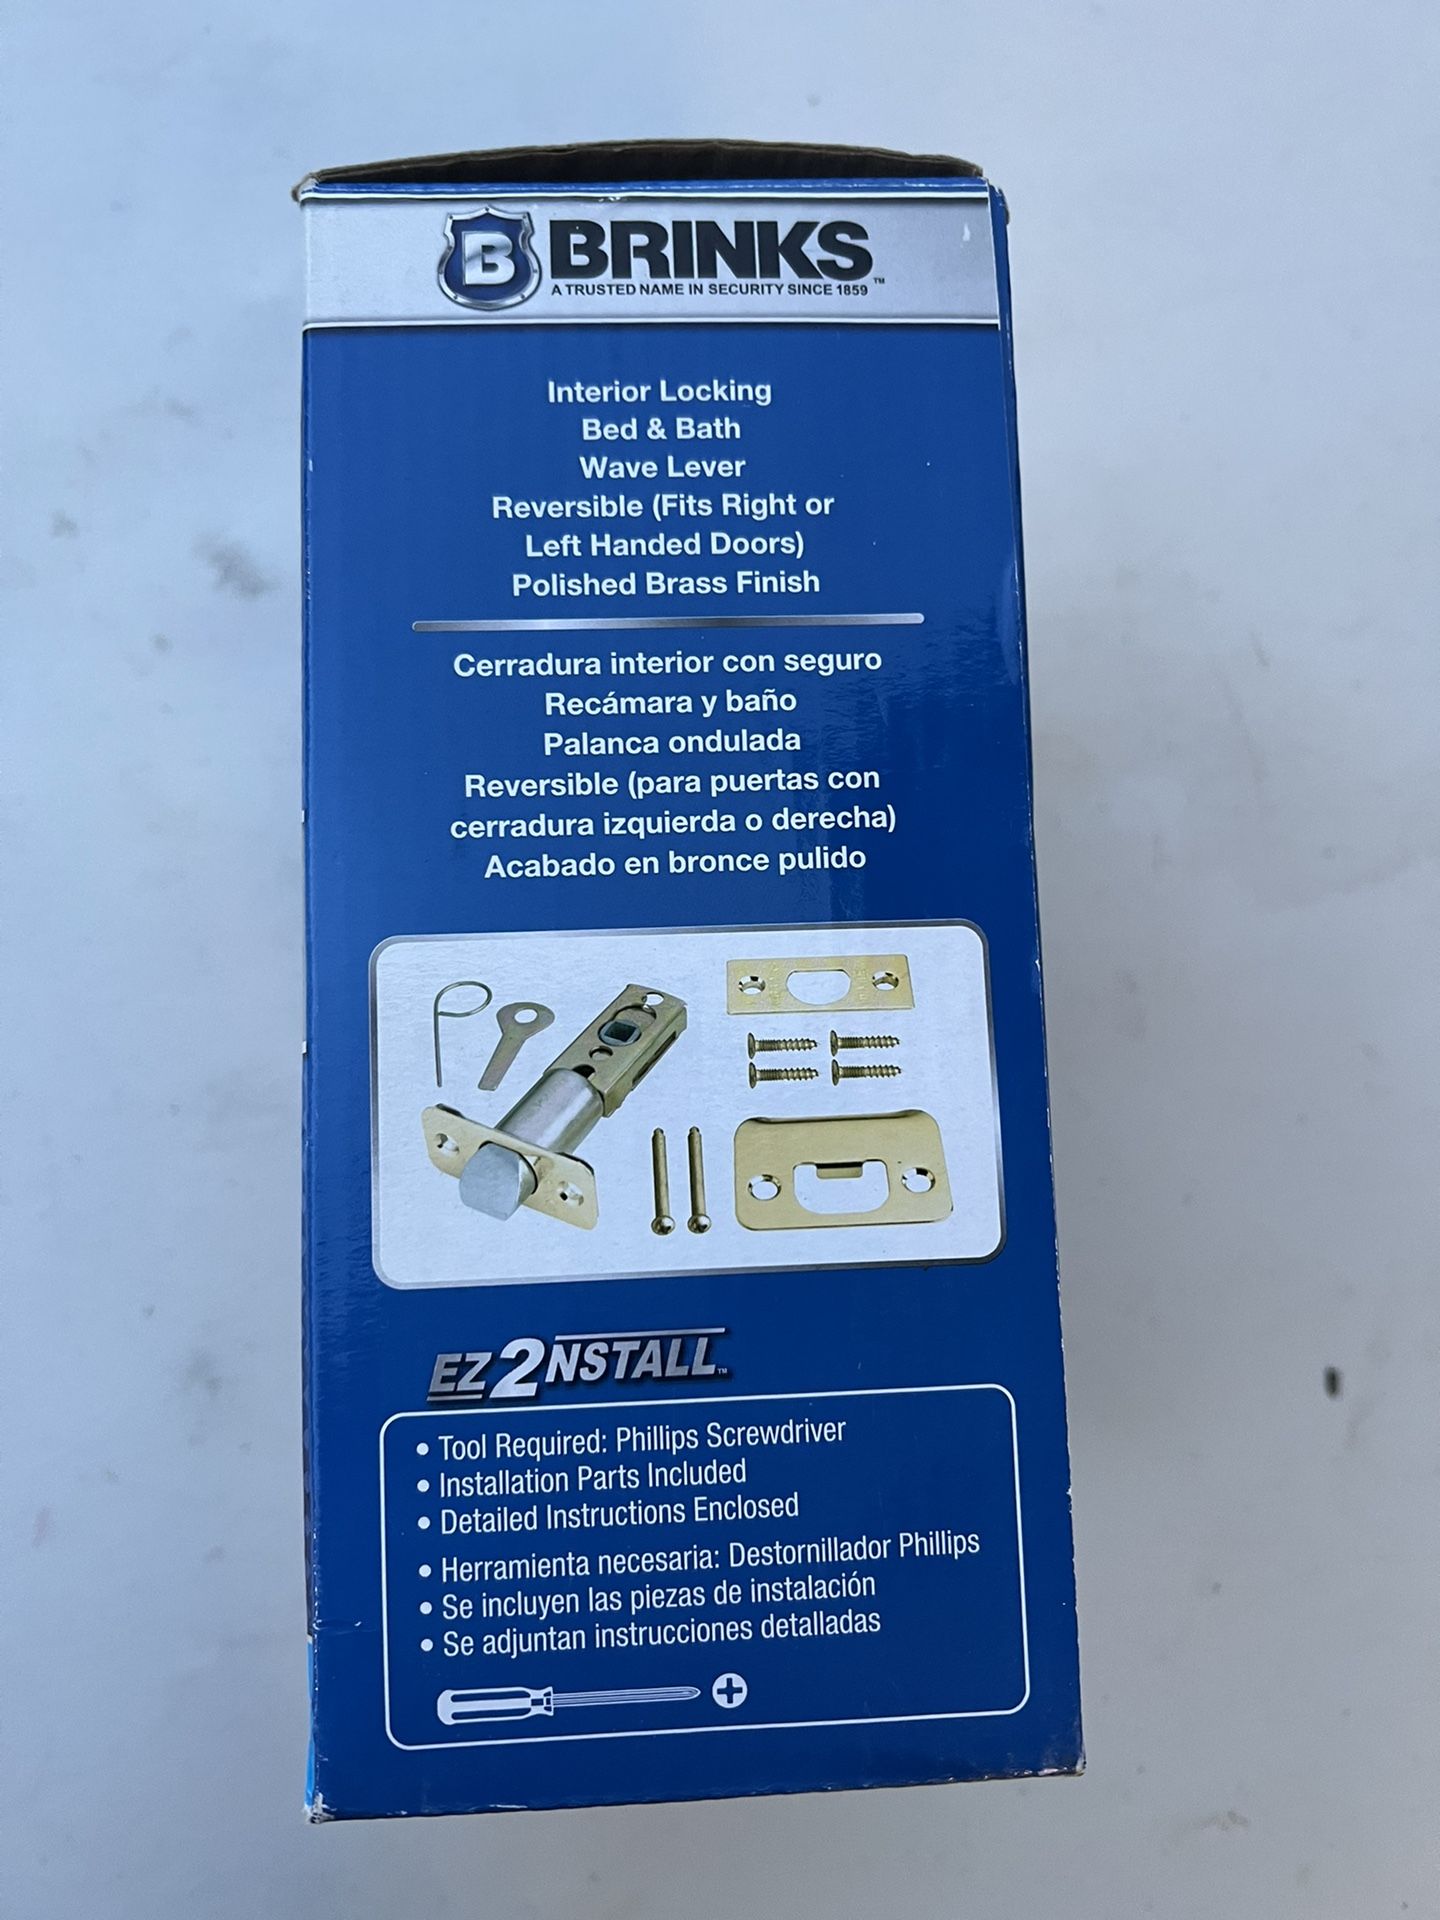 B BRINKS™
A TRUSTED NAME IN SECURITY SINCE 1859
Interior Locking
Bed & Bath
Wave Lever
Reversible (Fits Right or
Left Handed Doors)
Polished Brass Finish
Cerradura interior con seguro
Recámara y baño
Palanca ondulada
Reversible (para puertas con
cerradura izquierda o derecha)
Acabado en bronce pulido
EZ2NSTALL™
• Tool Required: Phillips Screwdriver
• Installation Parts Included
• Detailed Instructions Enclosed
• Herramienta necesaria: Destornillador Phillips
• Se incluyen las piezas de instalación
• Se adjuntan instrucciones detalladas